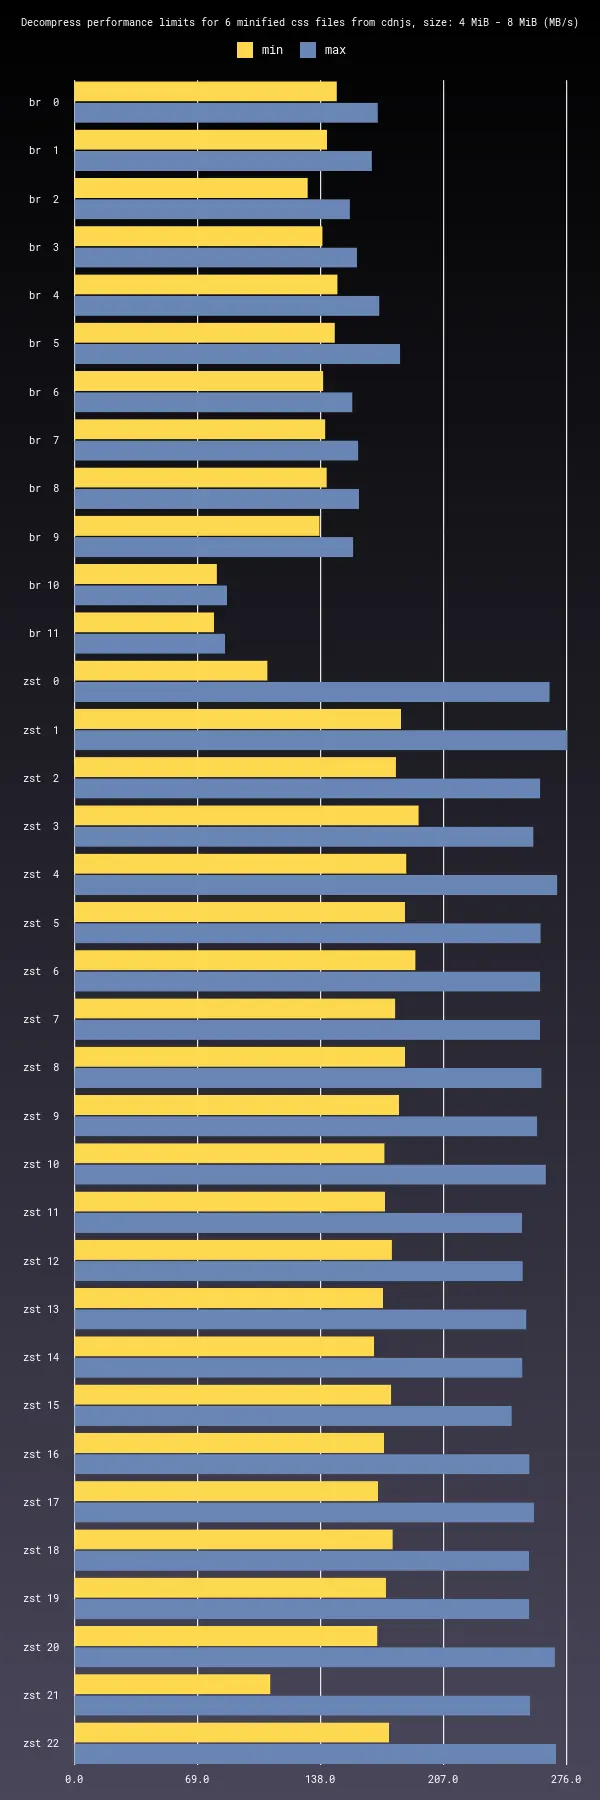 Decompress performance limits for 6 minified css files from cdnjs, size: 4 MiB - 8 MiB (MB/s)
min max
br 0
br 1
br 2
br 3
br 4
br 5
br 6
br 7
br 8
br 9
br 10
br 11
zst 0
zst 1
zst 2
zst 3
zst 4
zst 5
zst 6
zst 7
zst 8
zst 9
zst 10
zst 11
zst 12
zst 13
zst 14
zst 15
zst 16
zst 17
zst 18
zst 19
zst 20
zst 21
zst 22
0.0 69.0 138.0 207.0 276.0